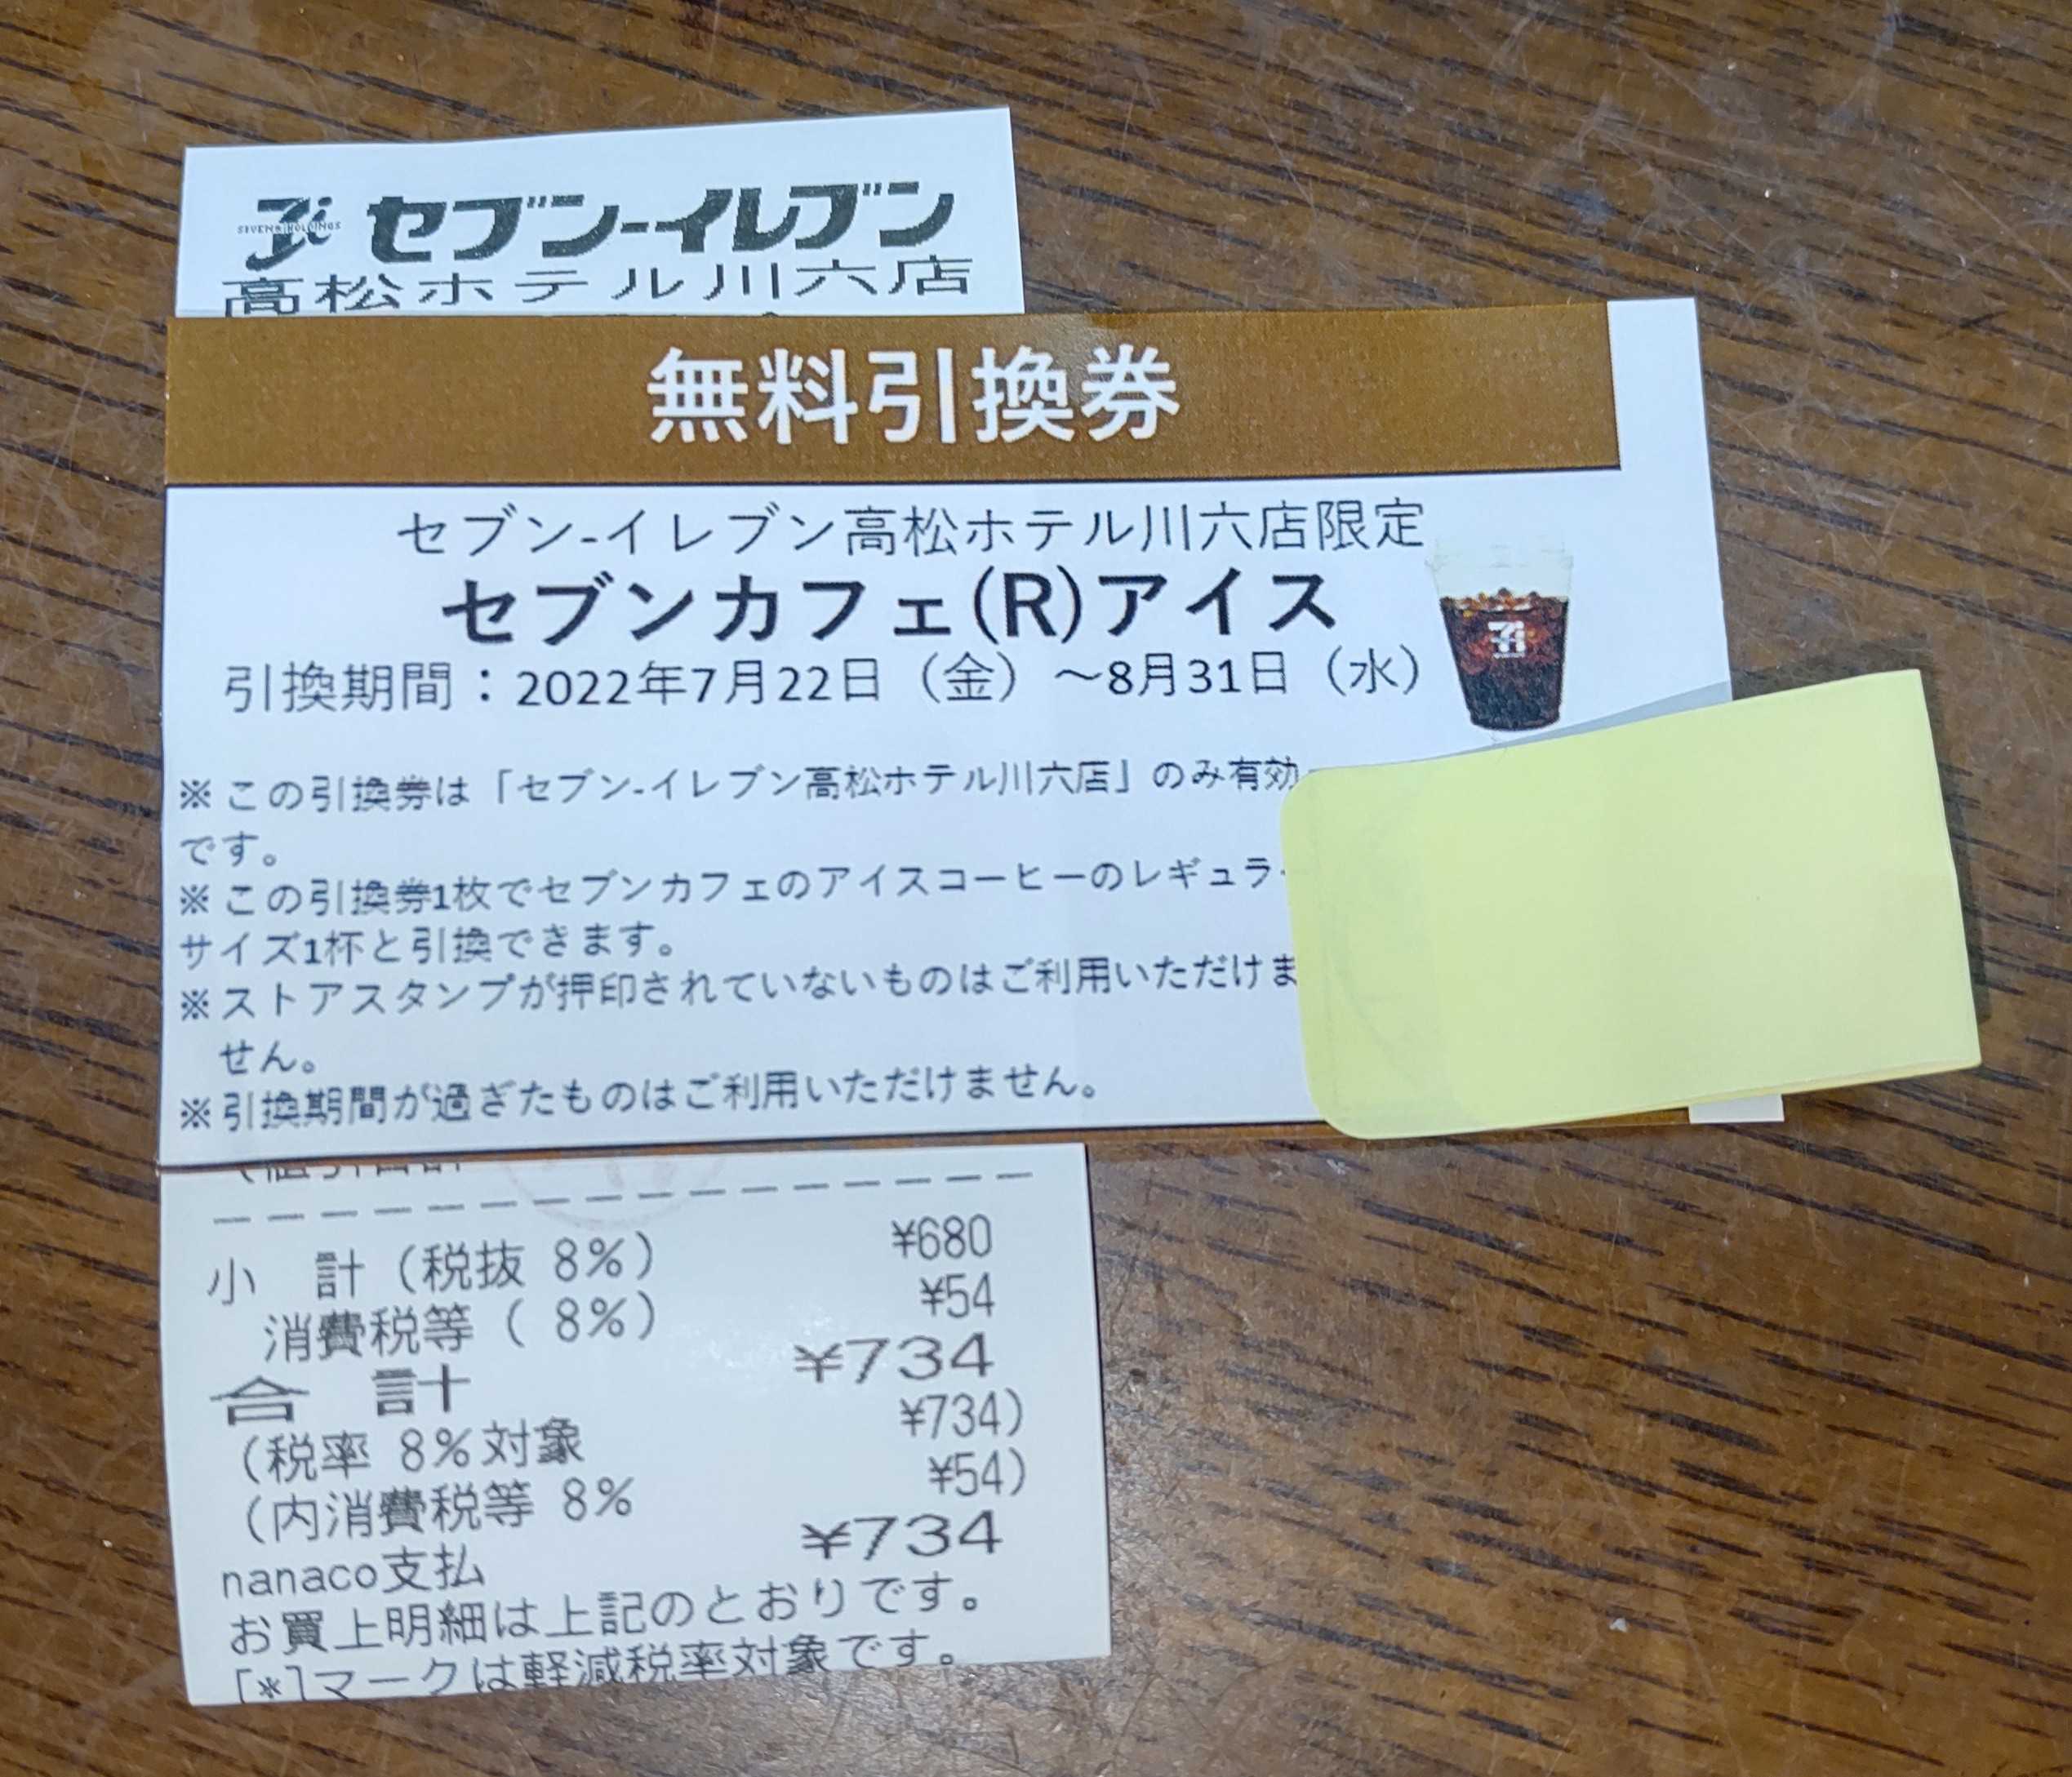 セブン-イレブン
SEVEN&i HOLDINGS
高松ホテル川六店
無料引換券
セブン-イレブン高松ホテル川六店限定
セブンカフェ(R)アイス
引換期間：2022年7月22日（金）～8月31日（水）
※この引換券は「セブン-イレブン高松ホテル川六店」のみ有効
です。
※この引換券1枚でセブンカフェのアイスコーヒーのレギュラー
サイズ1杯と引換できます。
※ストアスタンプが押印されていないものはご利用いただけま
せん。
※引換期間が過ぎたものはご利用いただけません。
小　計（税抜 8%） ¥680
消費税等（ 8%） ¥54
合　計 ¥734
（税率 8%対象 ¥734）
（内消費税等 8% ¥54）
nanaco支払 ¥734
お買上明細は上記のとおりです。
[*]マークは軽減税率対象です。